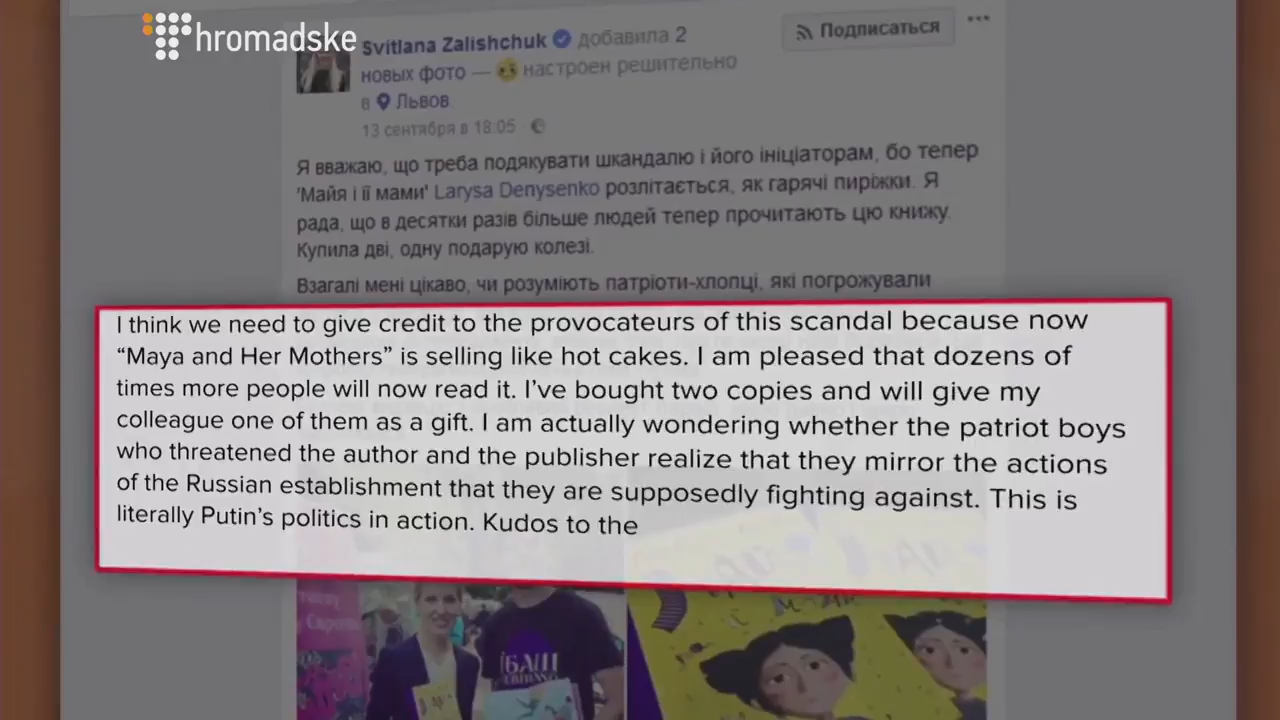 hromadske
Svitlana Zalishchuk добавила 2
новых фото — настроен решительно
в Львов
13 сентября в 18:05
Подписаться
Я вважаю, що треба подякувати шкандалю і його ініціаторам, бо тепер
'Майя і її мами' Larysa Denysenko розлітається, як гарячі пиріжки. Я
рада, що в десятки разів більше людей тепер прочитають цю книжу.
Купила дві, одну подарую колезі.
Взагалі мені цікаво, чи розуміють патріоти-хлопці, які погрожували
I think we need to give credit to the provocateurs of this scandal because now
“Maya and Her Mothers” is selling like hot cakes. I am pleased that dozens of
times more people will now read it. I’ve bought two copies and will give my
colleague one of them as a gift. I am actually wondering whether the patriot boys
who threatened the author and the publisher realize that they mirror the actions
of the Russian establishment that they are supposedly fighting against. This is
literally Putin’s politics in action. Kudos to the